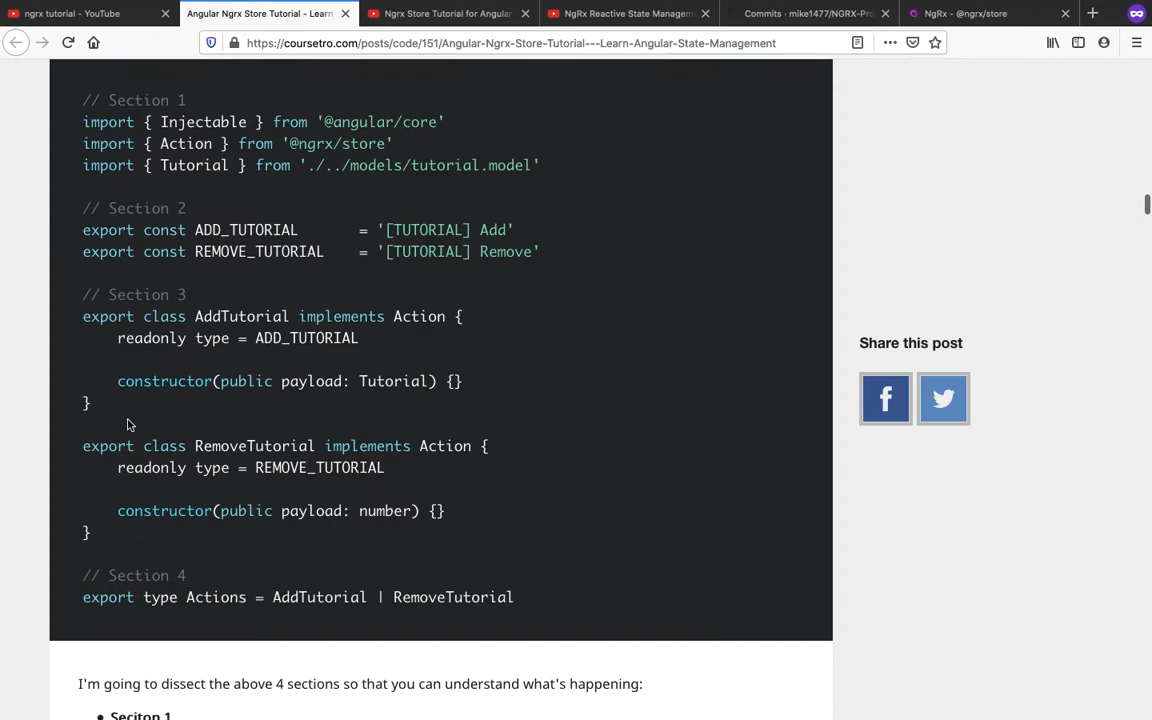 ngrx tutorial - YouTube
Angular Ngrx Store Tutorial - Learn
Ngrx Store Tutorial for Angular
NgRx Reactive State Managem
Commits · mike1477/NGRX-Pro
NgRx - @ngrx/store
https://coursetro.com/posts/code/151/Angular-Ngrx-Store-Tutorial---Learn-Angular-State-Management
// Section 1
import { Injectable } from '@angular/core'
import { Action } from '@ngrx/store'
import { Tutorial } from './../models/tutorial.model'
// Section 2
export const ADD_TUTORIAL       = '[TUTORIAL] Add'
export const REMOVE_TUTORIAL    = '[TUTORIAL] Remove'
// Section 3
export class AddTutorial implements Action {
    readonly type = ADD_TUTORIAL
    constructor(public payload: Tutorial) {}
}
export class RemoveTutorial implements Action {
    readonly type = REMOVE_TUTORIAL
    constructor(public payload: number) {}
}
// Section 4
export type Actions = AddTutorial | RemoveTutorial
Share this post
I'm going to dissect the above 4 sections so that you can understand what's happening:
• Seciton 1